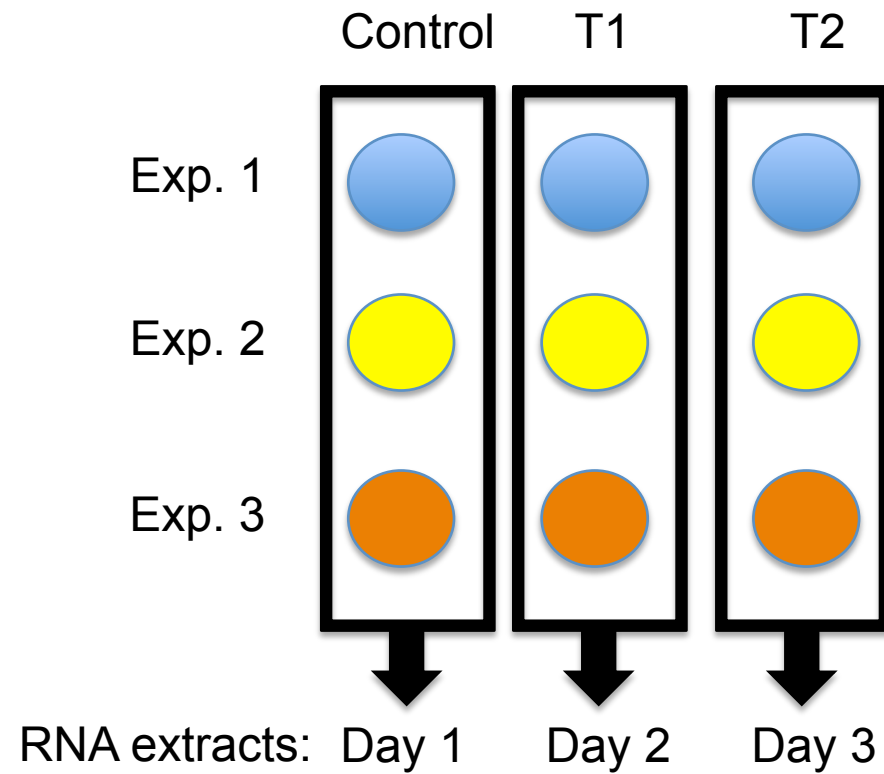 Control T1 T2
Exp. 1
Exp. 2
Exp. 3
RNA extracts: Day 1 Day 2 Day 3